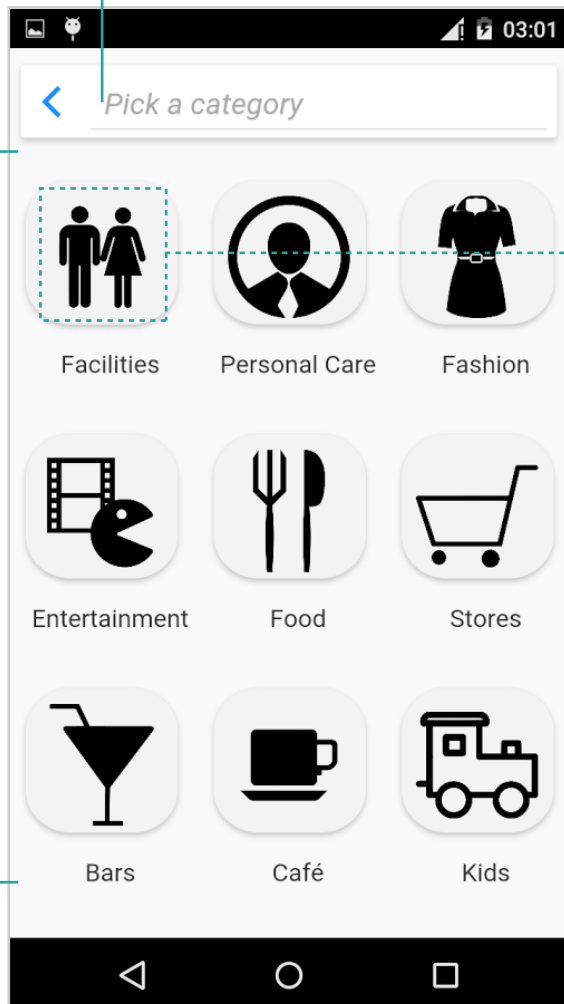 03:01
Pick a category
Facilities Personal Care Fashion
Entertainment Food Stores
Bars Café Kids